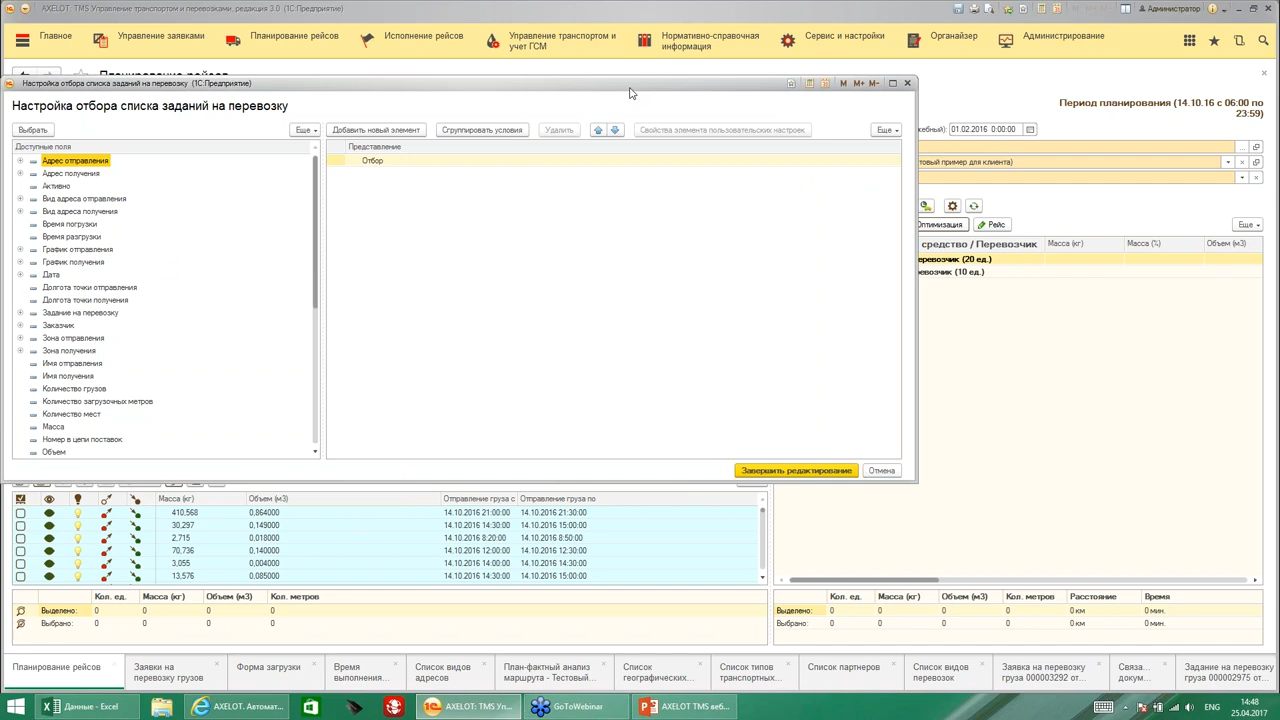 AXELOT: TMS Управление транспортом и перевозками, редакция 3.0 (1С:Предприятие)
Администратор
Главное
Управление заявками
Планирование рейсов
Исполнение рейсов
Управление транспортом и учет ГСМ
Нормативно-справочная информация
Сервис и настройки
Органайзер
Администрирование
Настройка отбора списка заданий на перевозку (1С:Предприятие)
M M+ M-
Период планирования (14.10.16 с 06:00 по 23:59)
Настройка отбора списка заданий на перевозку
Выбрать
Еще
Добавить новый элемент
Сгруппировать условия
Удалить
Свойства элемента пользовательских настроек
Еще
01.02.2016 0:00:00
Доступные поля
Представление
Адрес отправления
Отбор
Адрес получения
Активно
Вид адреса отправления
Вид адреса получения
Время погрузки
Время разгрузки
График отправления
График получения
Дата
Долгота точки отправления
Долгота точки получения
Задание на перевозку
Заказчик
Зона отправления
Зона получения
Имя отправления
Имя получения
Количество грузов
Количество загрузочных метров
Количество мест
Масса
Номер в цепи поставок
Объем
Завершить редактирование
Отмена
товый пример для клиента)
Оптимизация
Рейс
Еще
средство / Перевозчик
Масса (кг)
Масса (%)
Объем (м3)
еревозчик (20 ед.)
евозчик (10 ед.)
Масса (кг)
Объем (м3)
Отправление груза с
Отправление груза по
410,568 0,864000 14.10.2016 21:00:00 14.10.2016 21:30:00
30,297 0,149000 14.10.2016 14:30:00 14.10.2016 15:00:00
2,715 0,018000 14.10.2016 8:20:00 14.10.2016 8:50:00
70,736 0,140000 14.10.2016 12:00:00 14.10.2016 12:30:00
3,055 0,004000 14.10.2016 14:30:00 14.10.2016 15:00:00
13,576 0,085000 14.10.2016 14:30:00 14.10.2016 15:00:00
Кол. ед. Масса (кг) Объем (м3) Кол. метров
Выделено: 0 0 0 0
Выбрано: 0 0 0 0
Кол. ед. Масса (кг) Объем (м3) Кол. метров Расстояние Время
Выделено: 0 0 0 0 0 км 0 мин.
Выбрано: 0 0 0 0 0 км 0 мин.
Планирование рейсов
Заявки на перевозку грузов
Форма загрузки
Время выполнения...
Список видов адресов
План-фактный анализ маршрута - Тестовый...
Список географических...
Список типов транспортных...
Список партнеров
Список видов перевозок
Заявка на перевозку груза 000003292 от...
Связа... докум...
Задание на перевозку груза 000002975 от...
Данные - Excel
AXELOT. Автомат...
AXELOT: TMS Уп...
GoToWebinar
AXELOT TMS веб...
14:48
25.04.2017